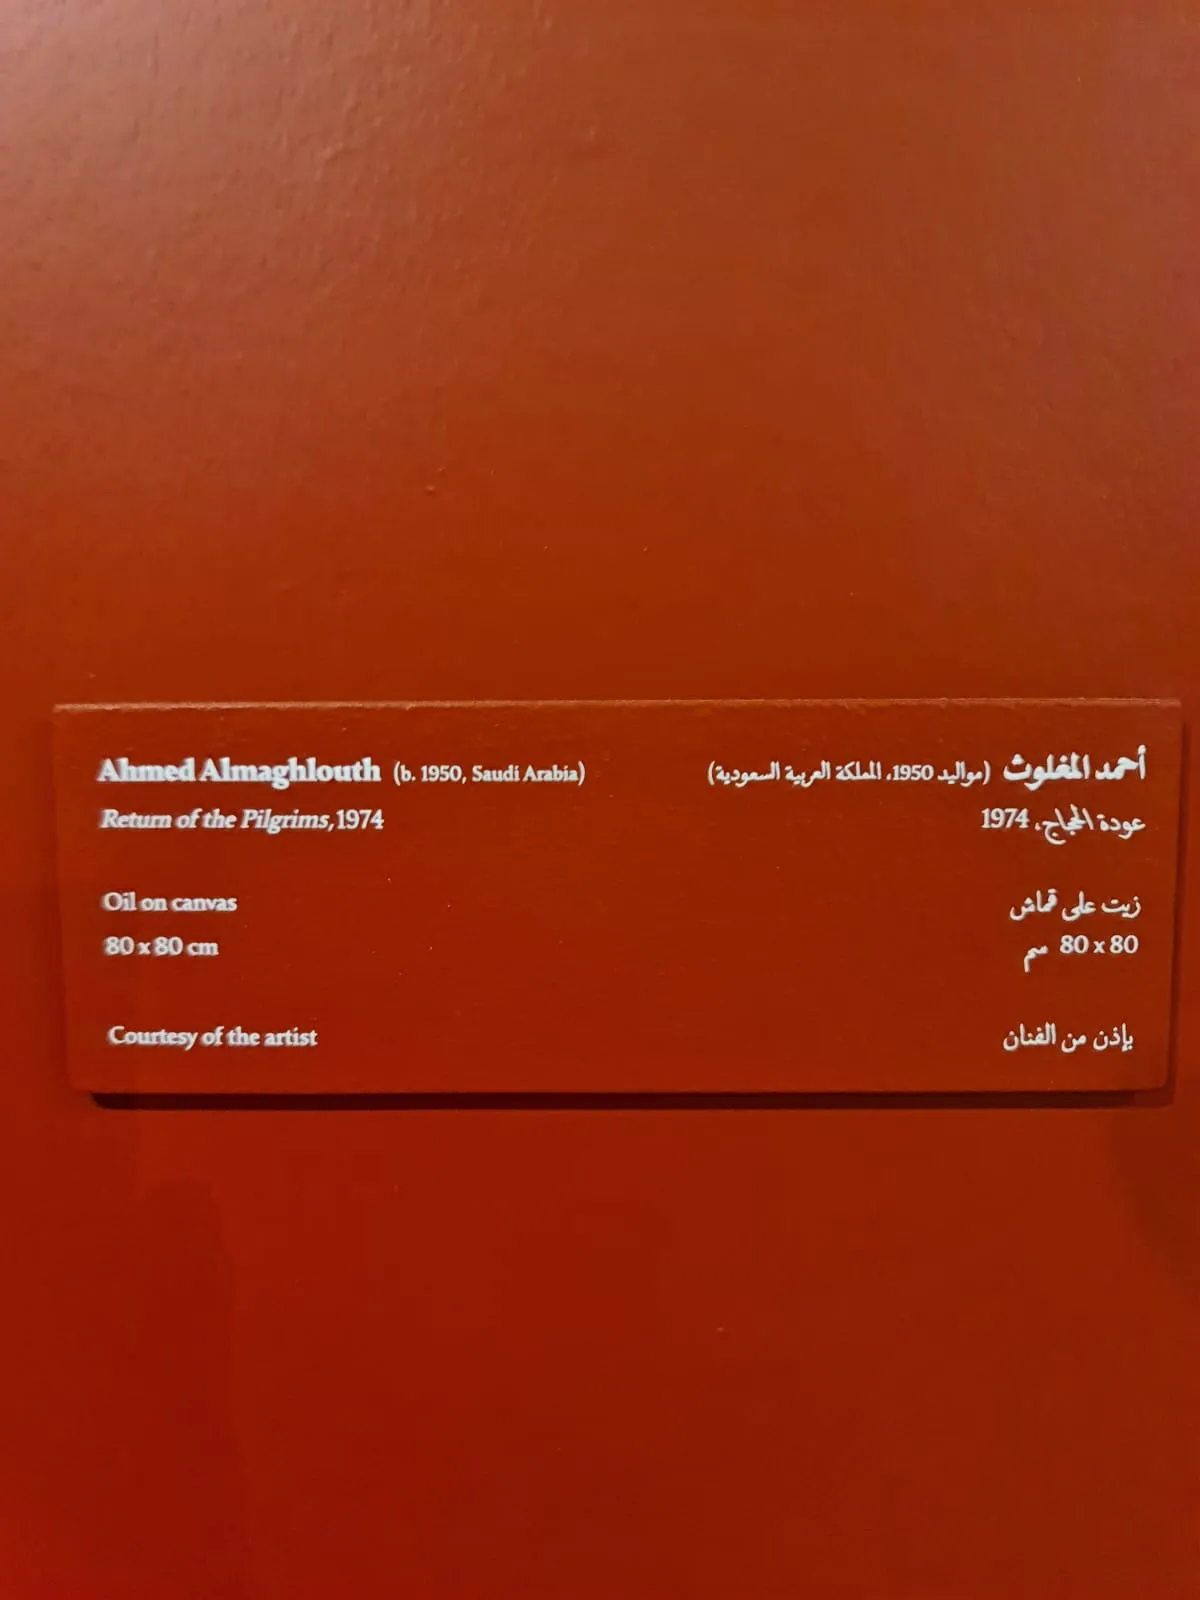 Ahmed Almaghlouth (b. 1950, Saudi Arabia)
Return of the Pilgrims, 1974
Oil on canvas
80 x 80 cm
Courtesy of the artist
أحمد المغلوث (مواليد 1950، المملكة العربية السعودية)
عودة الحجاج، 1974
زيت على قماش
80 x 80 سم
بإذن من الفنان